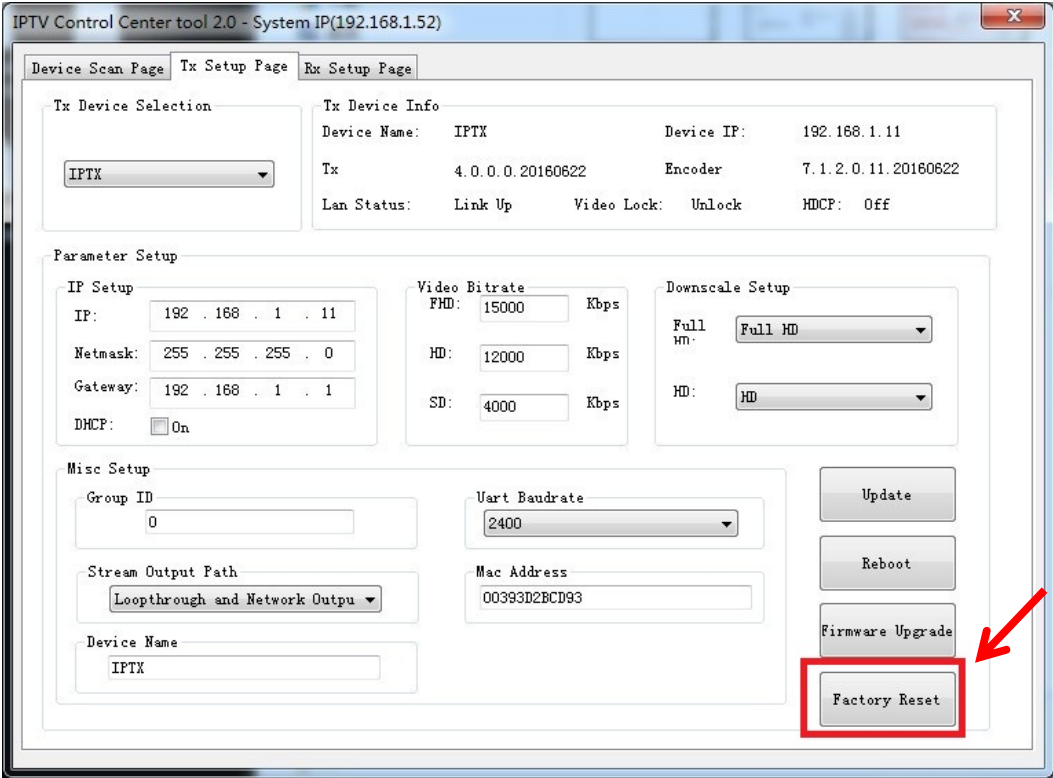 IPTV Control Center tool 2.0 - System IP(192.168.1.52)
Device Scan Page Tx Setup Page Rx Setup Page
Tx Device Selection
IPTX
Tx Device Info
Device Name: IPTX Device IP: 192.168.1.11
Tx 4.0.0.0.20160622 Encoder 7.1.2.0.11.20160622
Lan Status: Link Up Video Lock: Unlock HDCP: Off
Parameter Setup
IP Setup
IP: 192 . 168 . 1 . 11
Netmask: 255 . 255 . 255 . 0
Gateway: 192 . 168 . 1 . 1
DHCP: On
Video Bitrate
FHD: 15000 Kbps
HD: 12000 Kbps
SD: 4000 Kbps
Downscale Setup
Full HD: Full HD
HD: HD
Misc Setup
Group ID
0
Uart Baudrate
2400
Stream Output Path
Loopthrough and Network Outpu
Mac Address
00393D2BCD93
Device Name
IPTX
Update
Reboot
Firmware Upgrade
Factory Reset